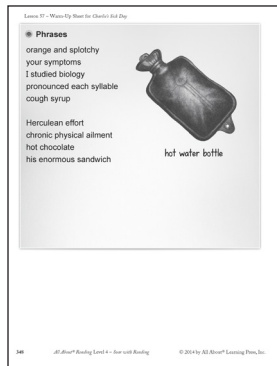 Lesson 57 – Warm-Up Sheet for Charlie's Sick Day
Phrases
orange and splotchy
your symptoms
I studied biology
pronounced each syllable
cough syrup
Herculean effort
chronic physical ailment
hot chocolate
his enormous sandwich
hot water bottle
348 All About® Reading Level 4 – Soar with Reading © 2014 by All About® Learning Press, Inc.